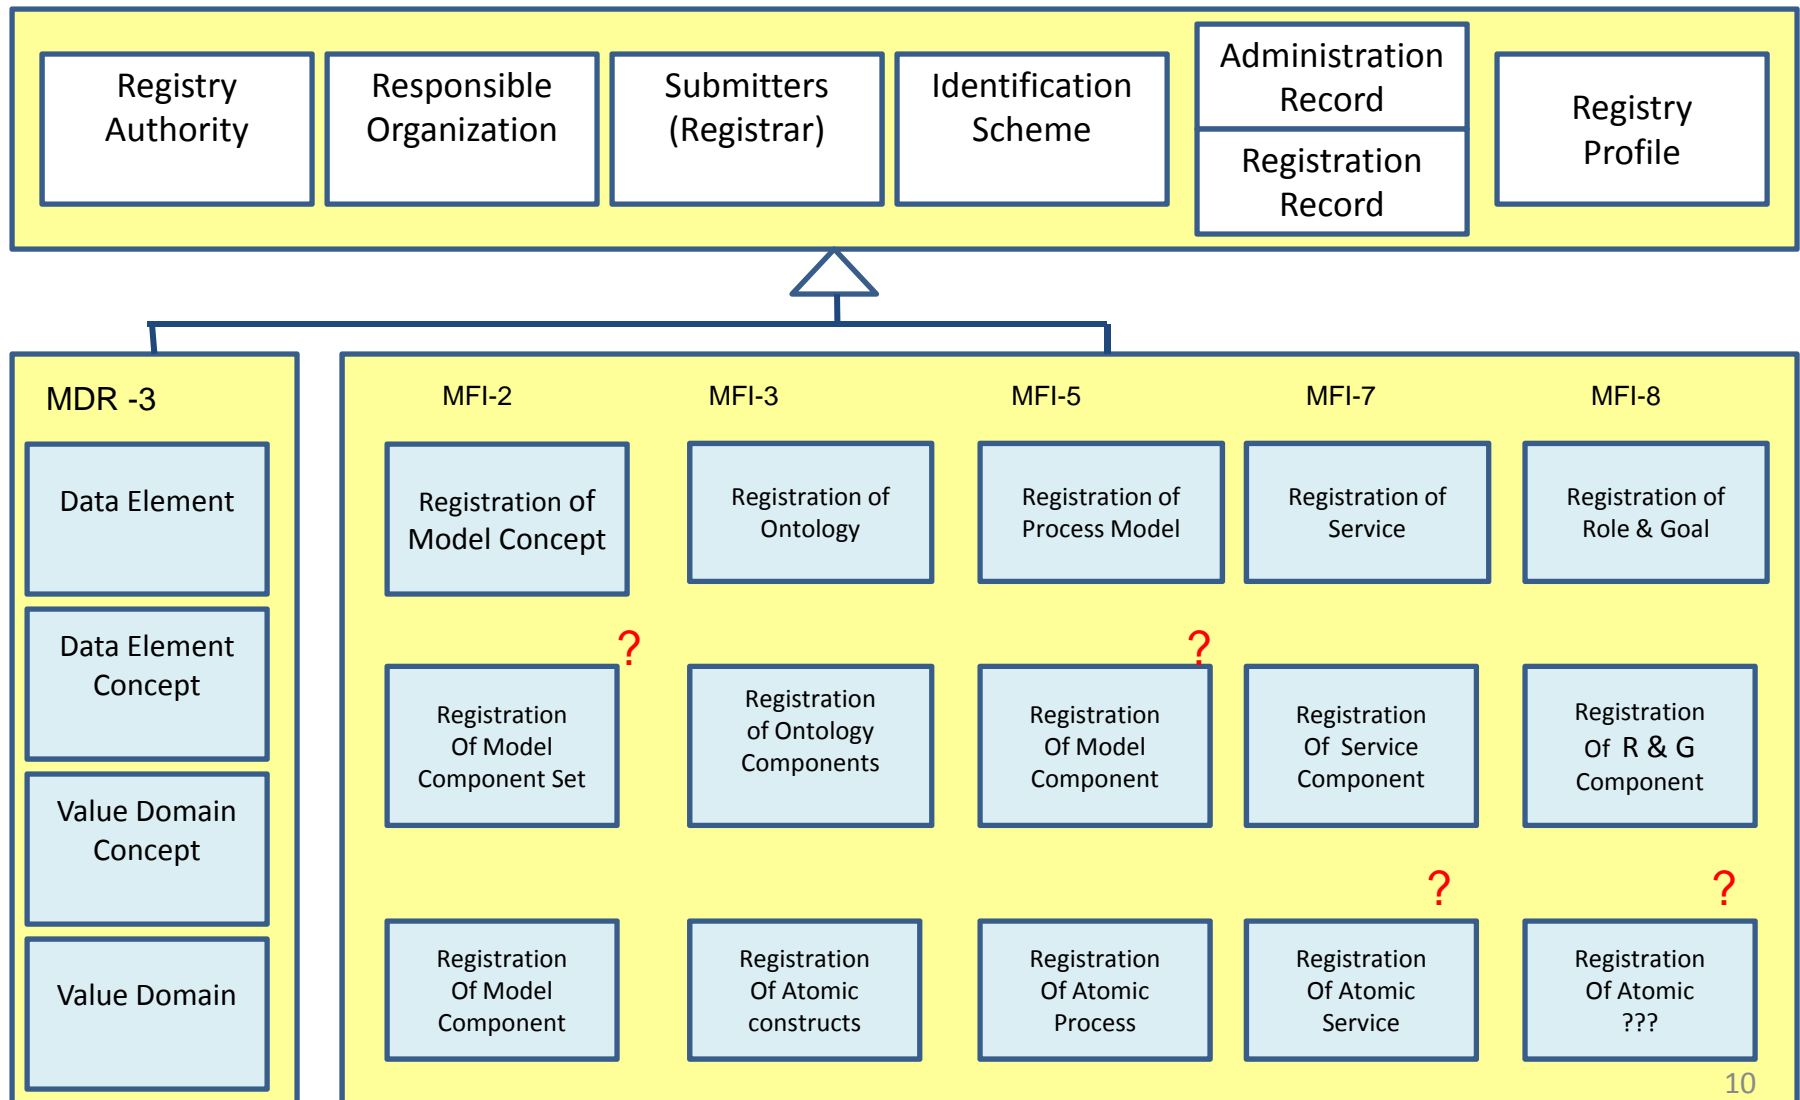 Registry
Authority
Responsible
Organization
Submitters
(Registrar)
Identification
Scheme
Administration
Record
Registration
Record
Registry
Profile
MDR -3
Data Element
Data Element
Concept
Value Domain
Concept
Value Domain
MFI-2
MFI-3
MFI-5
MFI-7
MFI-8
Registration of
Model Concept
Registration of
Ontology
Registration of
Process Model
Registration of
Service
Registration of
Role & Goal
?
?
Registration
Of Model
Component Set
Registration
of Ontology
Components
Registration
Of Model
Component
Registration
Of Service
Component
Registration
Of R & G
Component
?
?
Registration
Of Model
Component
Registration
Of Atomic
constructs
Registration
Of Atomic
Process
Registration
Of Atomic
Service
Registration
Of Atomic
???
10